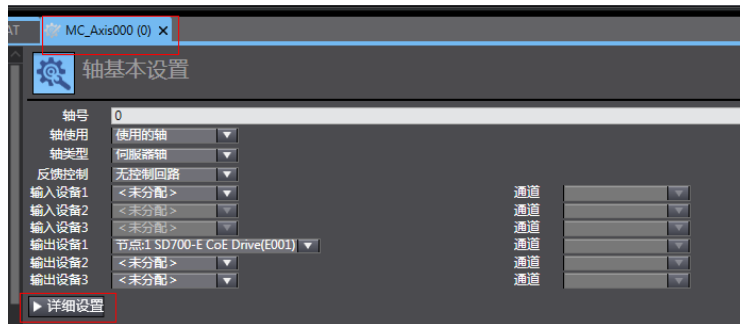 AT MC_Axis000 (0) ×
轴基本设置
轴号 0
轴使用 使用的轴
轴类型 伺服器轴
反馈控制 无控制回路
输入设备1 <未分配> 通道
输入设备2 <未分配> 通道
输入设备3 <未分配> 通道
输出设备1 节点:1 SD700-E CoE Drive(E001) 通道
输出设备2 <未分配> 通道
输出设备3 <未分配> 通道
详细设置